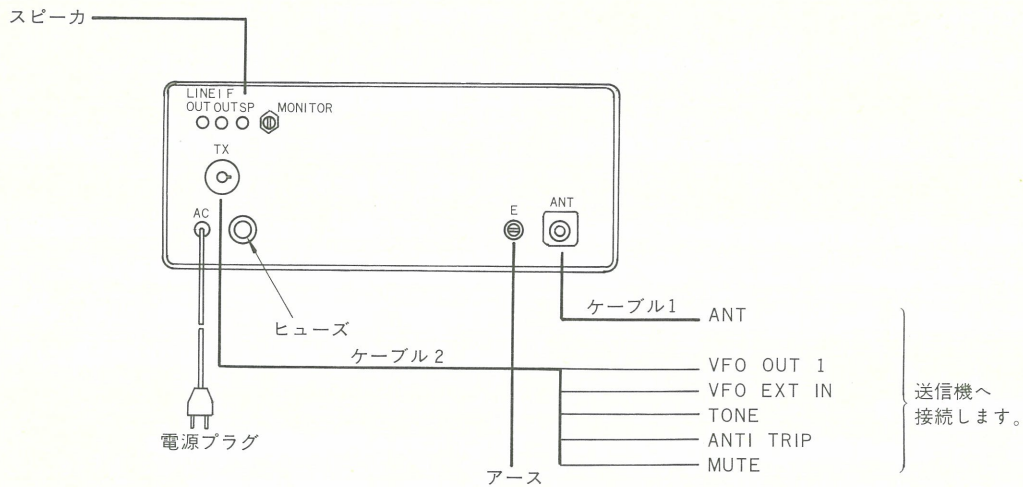 スピーカ
LINE IF
OUT OUT SP MONITOR
TX
AC
E
ANT
ヒューズ
ケーブル1
ANT
ケーブル2
VFO OUT 1
VFO EXT IN
TONE
ANTI TRIP
MUTE
送信機へ
接続します。
電源プラグ
アース